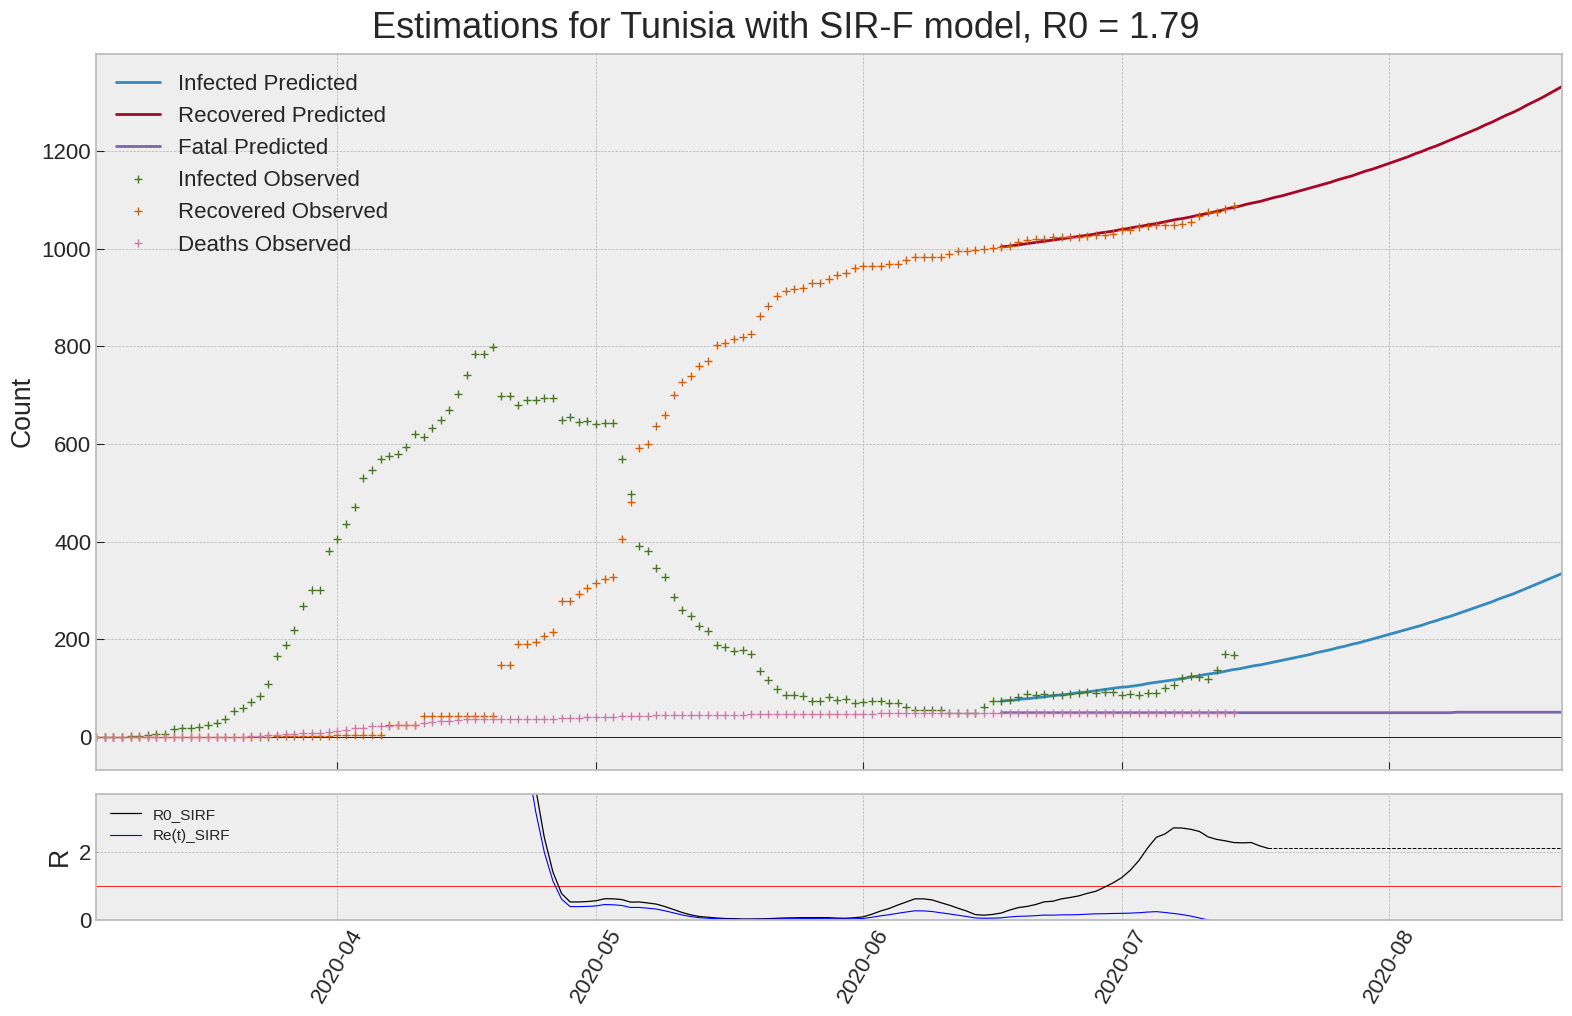 Estimations for Tunisia with SIR-F model, R0 = 1.79
Infected Predicted
Recovered Predicted
Fatal Predicted
Infected Observed
Recovered Observed
Deaths Observed
Count
1200
1000
800
600
400
200
0
R0_SIRF
Re(t)_SIRF
R
2
0
2020-04
2020-05
2020-06
2020-07
2020-08